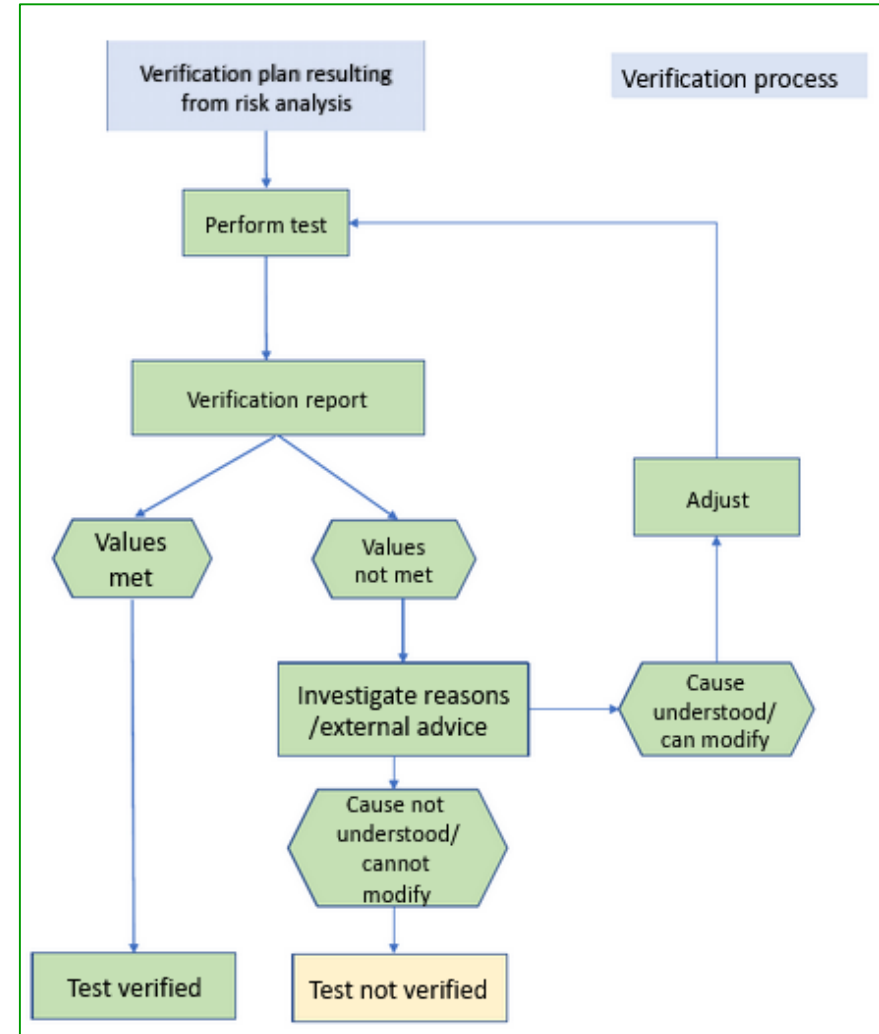 Verification plan resulting
from risk analysis
Verification process
Perform test
Verification report
Values
met
Values
not met
Adjust
Investigate reasons
/external advice
Cause
understood/
can modify
Cause not
understood/
cannot
modify
Test verified
Test not verified